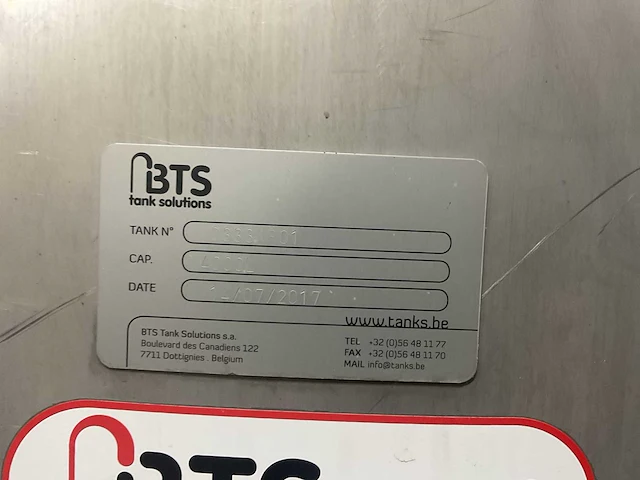 BTS
tank solutions
TANK N°
CAP.
DATE /07/2017
www.tanks.be
BTS Tank Solutions s.a.
Boulevard des Canadiens 122
7711 Dottignies . Belgium
TEL +32 (0)56 48 11 77
FAX +32 (0)56 48 11 70
MAIL info@tanks.be
BTS